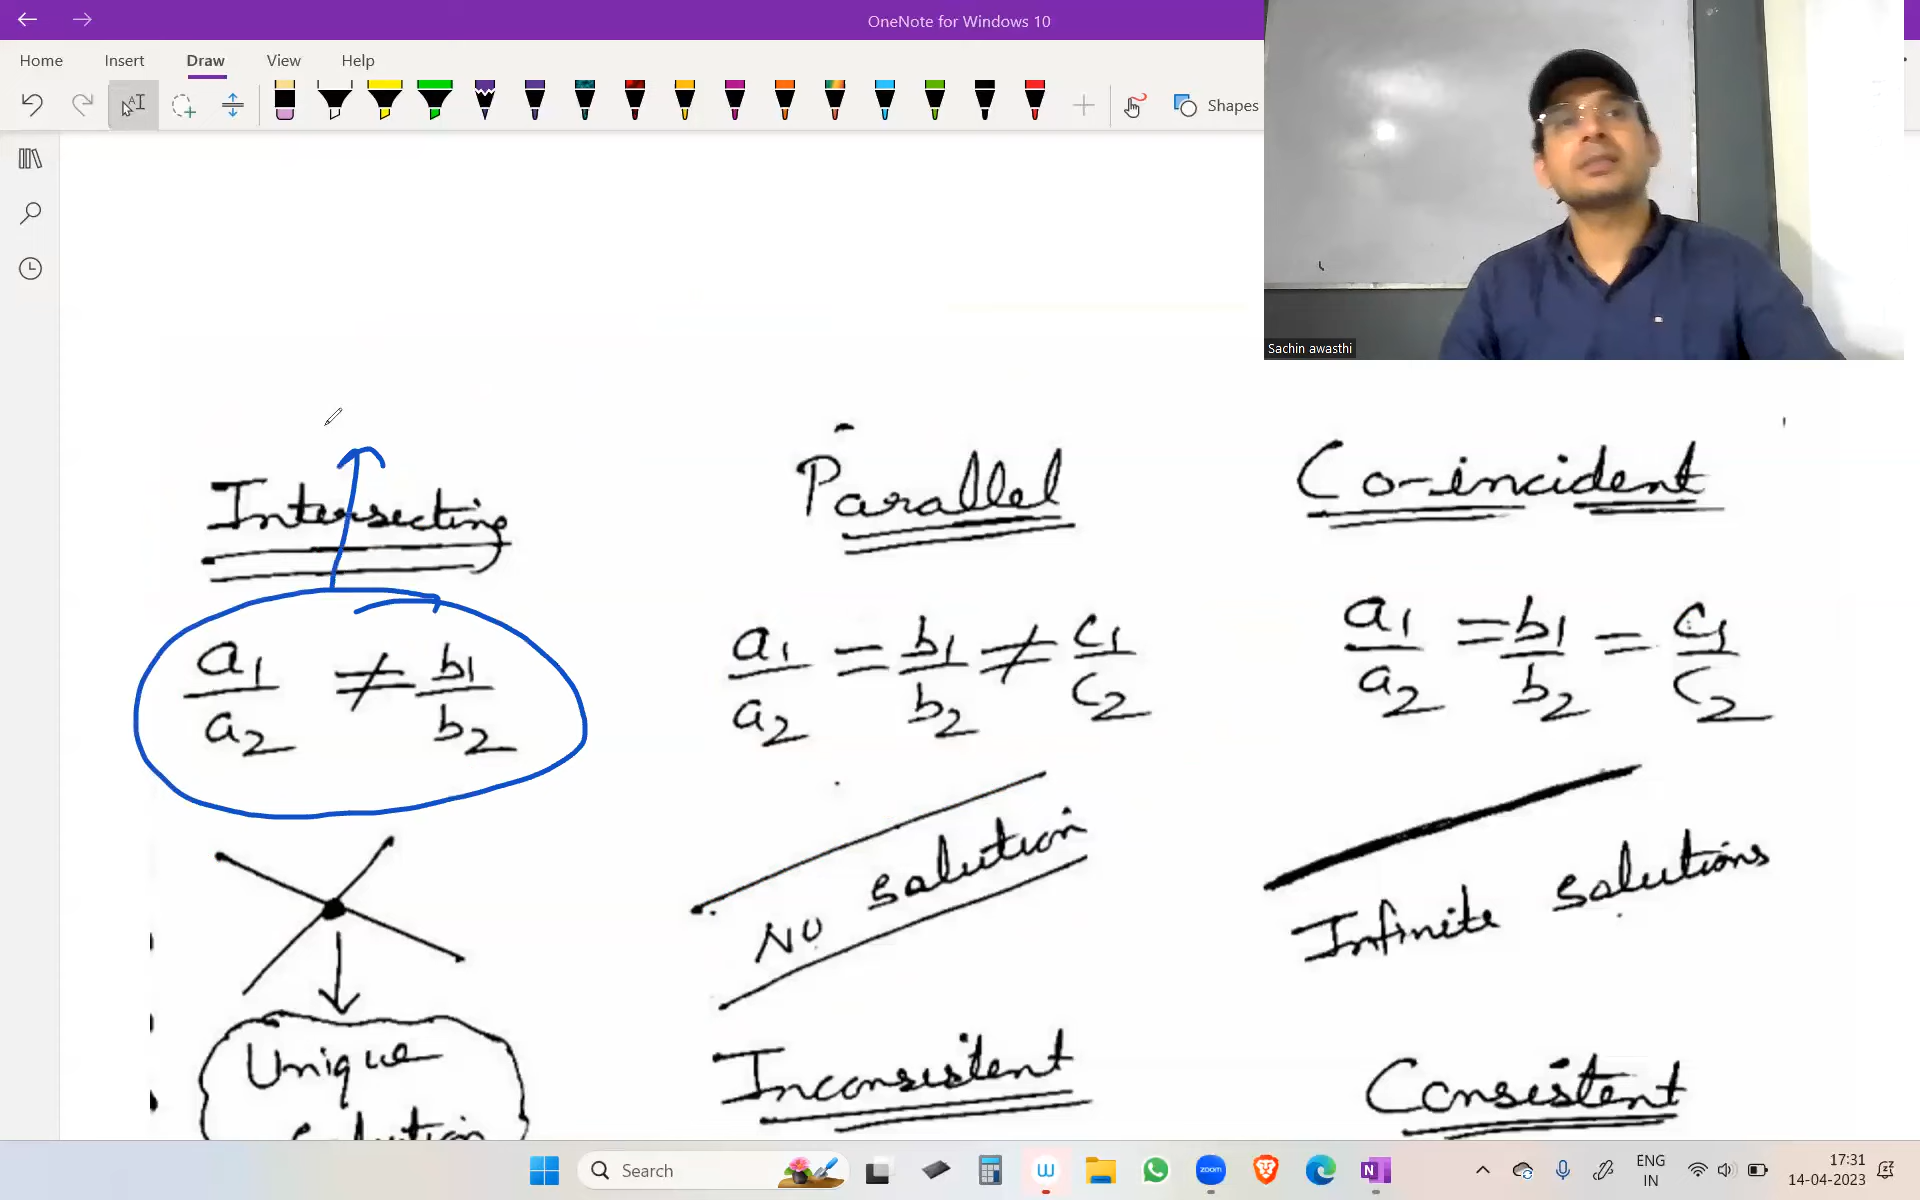 OneNote for Windows 10
Home Insert Draw View Help
Shapes
Sachin awasthi
Intersecting Parallel Co-incident
a1/a2 ≠ b1/b2 a1/a2 = b1/b2 ≠ c1/c2 a1/a2 = b1/b2 = c1/c2
No solution
Infinite solutions
Unique
solution
Inconsistent Consistent
Search
zoom
ENG
IN
17:31
14-04-2023